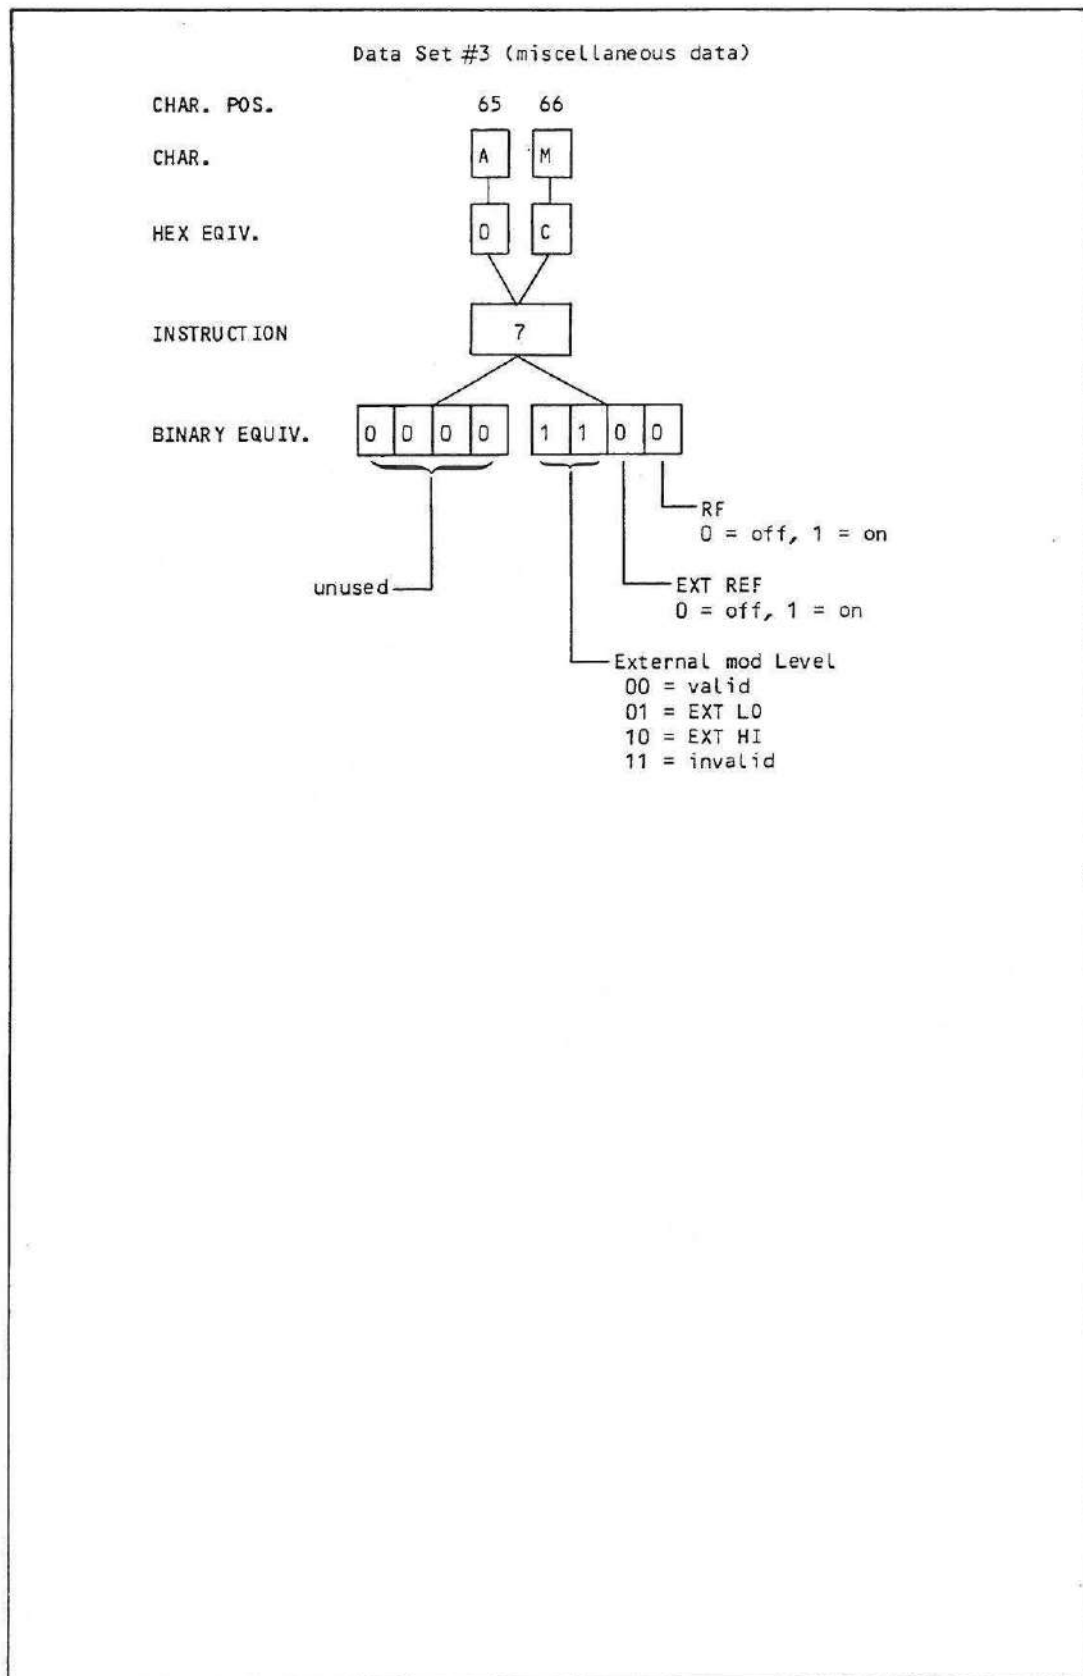 Data Set #3 (miscellaneous data)
CHAR. POS. 65 66
CHAR. A M
HEX EQIV. 0 C
INSTRUCTION 7
BINARY EQUIV. 0 0 0 0 1 1 0 0
RF
0 = off, 1 = on
unused
EXT REF
0 = off, 1 = on
External mod Level
00 = valid
01 = EXT LO
10 = EXT HI
11 = invalid